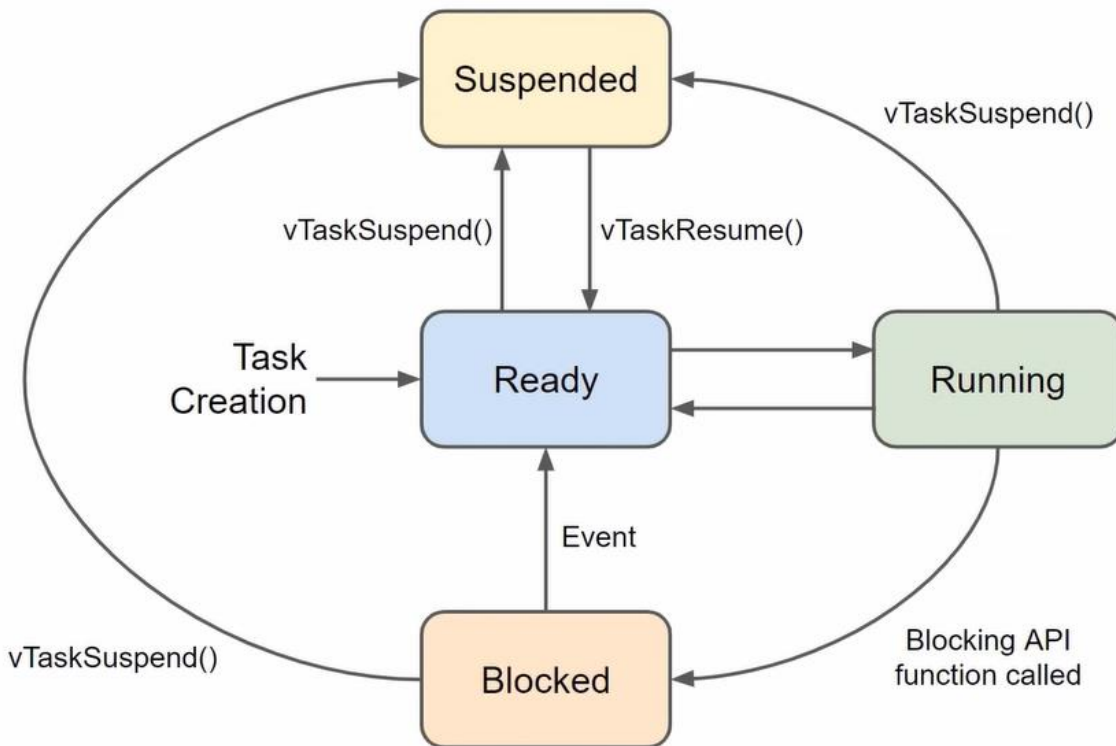 Suspended
vTaskSuspend()
vTaskSuspend()
vTaskResume()
Task
Creation
Ready
Running
Event
vTaskSuspend()
Blocked
Blocking API
function called